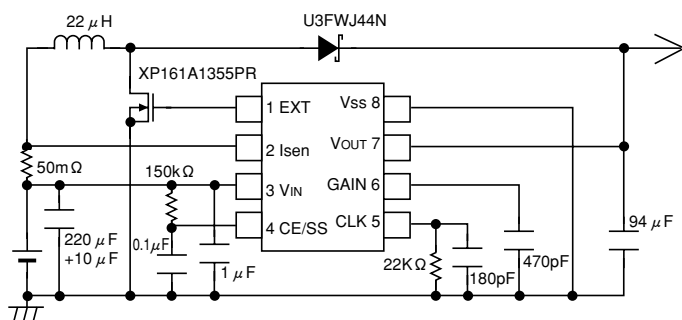 22 μH
U3FWJ44N
XP161A1355PR
1 EXT
Vss 8
2 Isen
VOUT 7
50mΩ
150kΩ
3 VIN
GAIN 6
4 CE/SS
CLK 5
220 μF
+10 μF
0.1μF
1 μF
22KΩ
180pF
470pF
94 μF